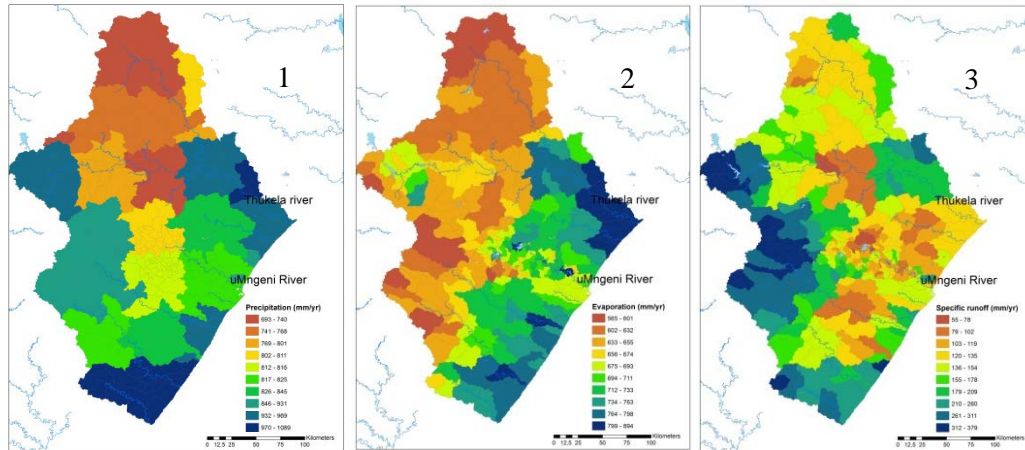 1
Thukela river
uMngeni River
Precipitation (mm/yr)
693 - 740
741 - 768
769 - 801
802 - 811
812 - 816
817 - 825
826 - 845
846 - 931
932 - 969
970 - 1089
0 12,5 25 50 75 100
Kilometers
2
Thukela river
uMngeni River
Evaporation (mm/yr)
565 - 601
602 - 632
633 - 655
656 - 674
675 - 693
694 - 711
712 - 733
734 - 763
764 - 798
799 - 894
0 12,5 25 50 75 100
Kilometers
3
Thukela river
uMngeni River
Specific runoff (mm/yr)
55 - 78
79 - 102
103 - 119
120 - 135
136 - 154
155 - 178
179 - 209
210 - 260
261 - 311
312 - 379
0 12,5 25 50 75 100
Kilometers